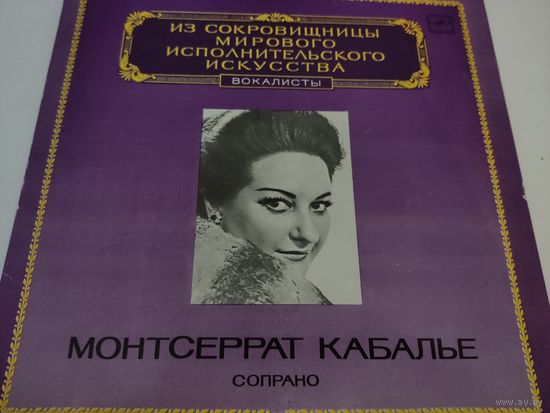 ИЗ СОКРОВИЩНИЦЫ
МИРОВОГО
ИСПОЛНИТЕЛЬСКОГО
ИСКУССТВА
ВОКАЛИСТЫ
МОНТСЕРРАТ КАБАЛЬЕ
СОПРАНО